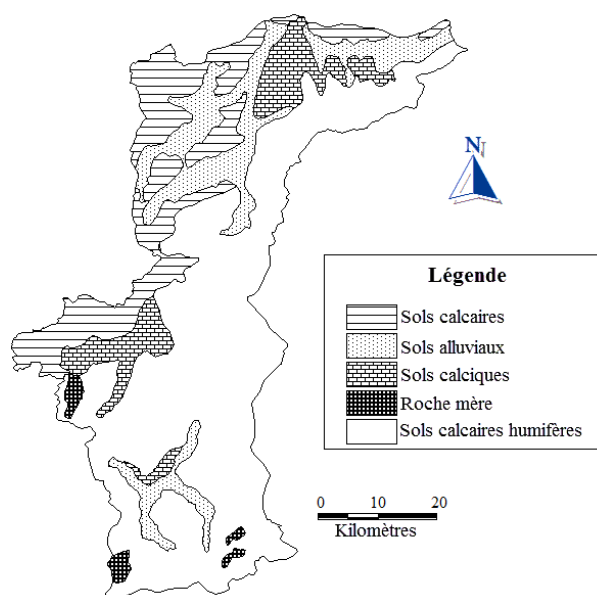 N
Légende
Sols calcaires
Sols alluviaux
Sols calciques
Roche mère
Sols calcaires humifères
0 10 20
Kilomètres